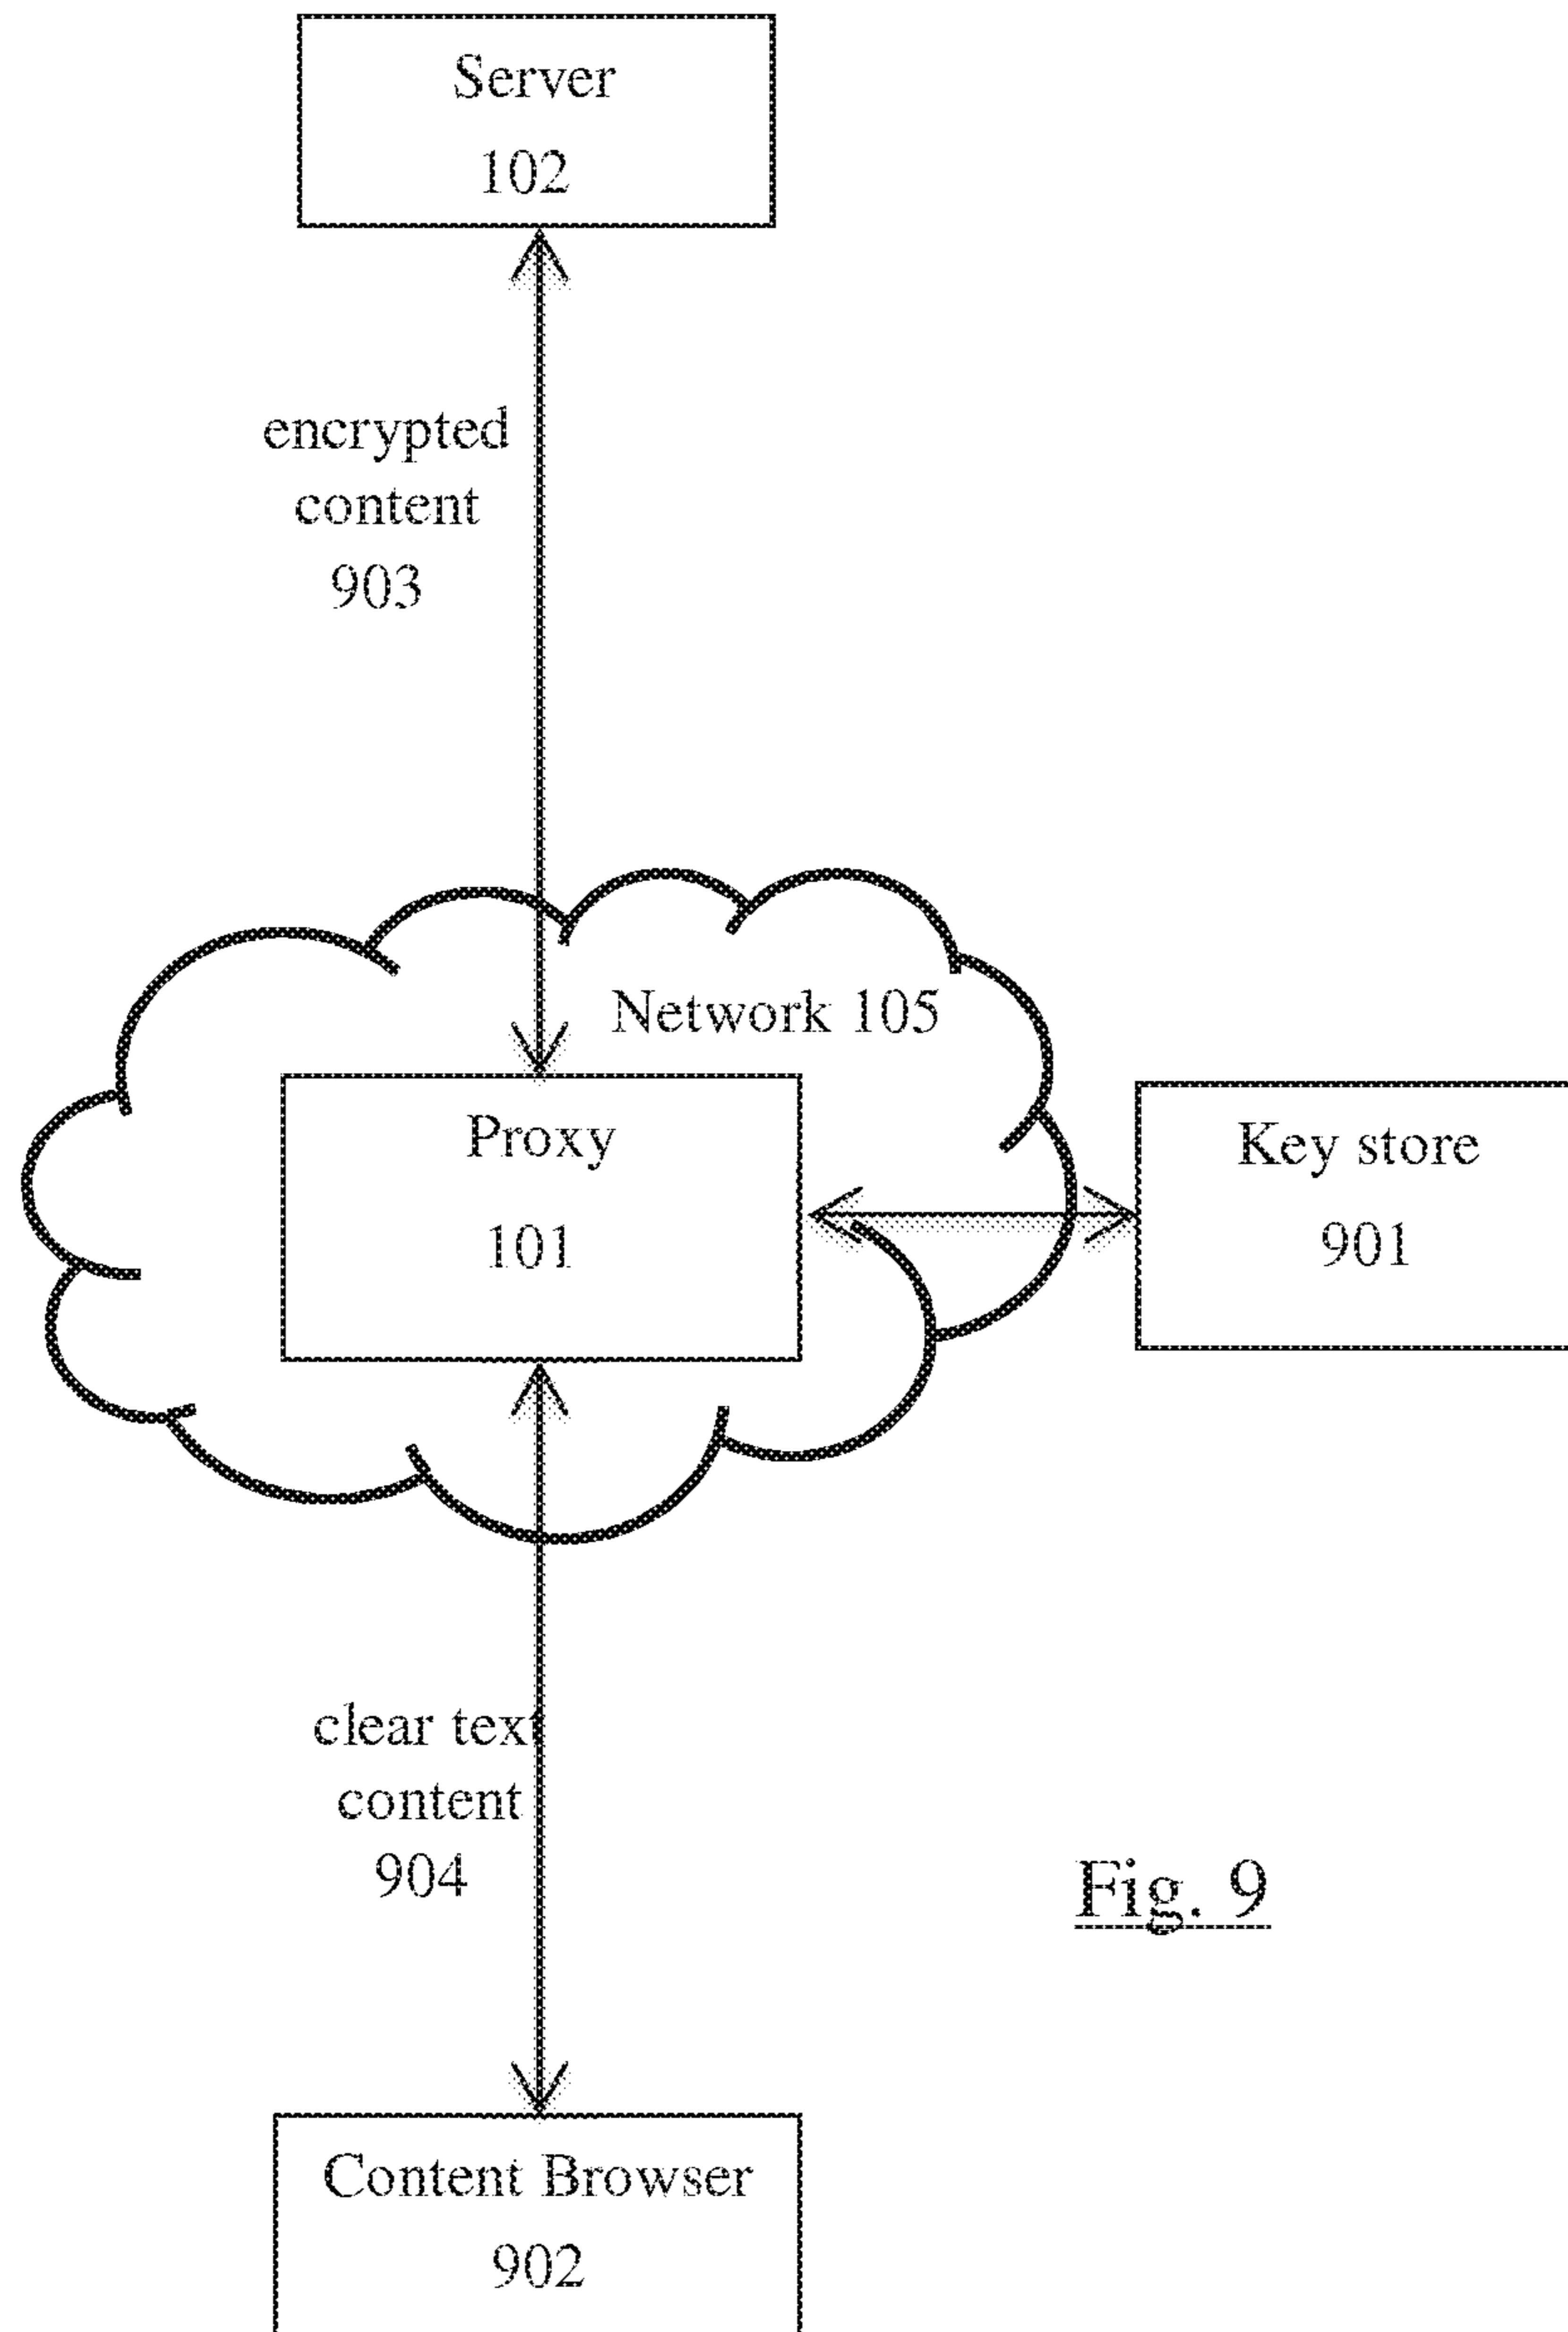 Server
102
encrypted
content
903
Network 105
Proxy
101
Key store
901
clear text
content
904
Fig. 9
Content Browser
902